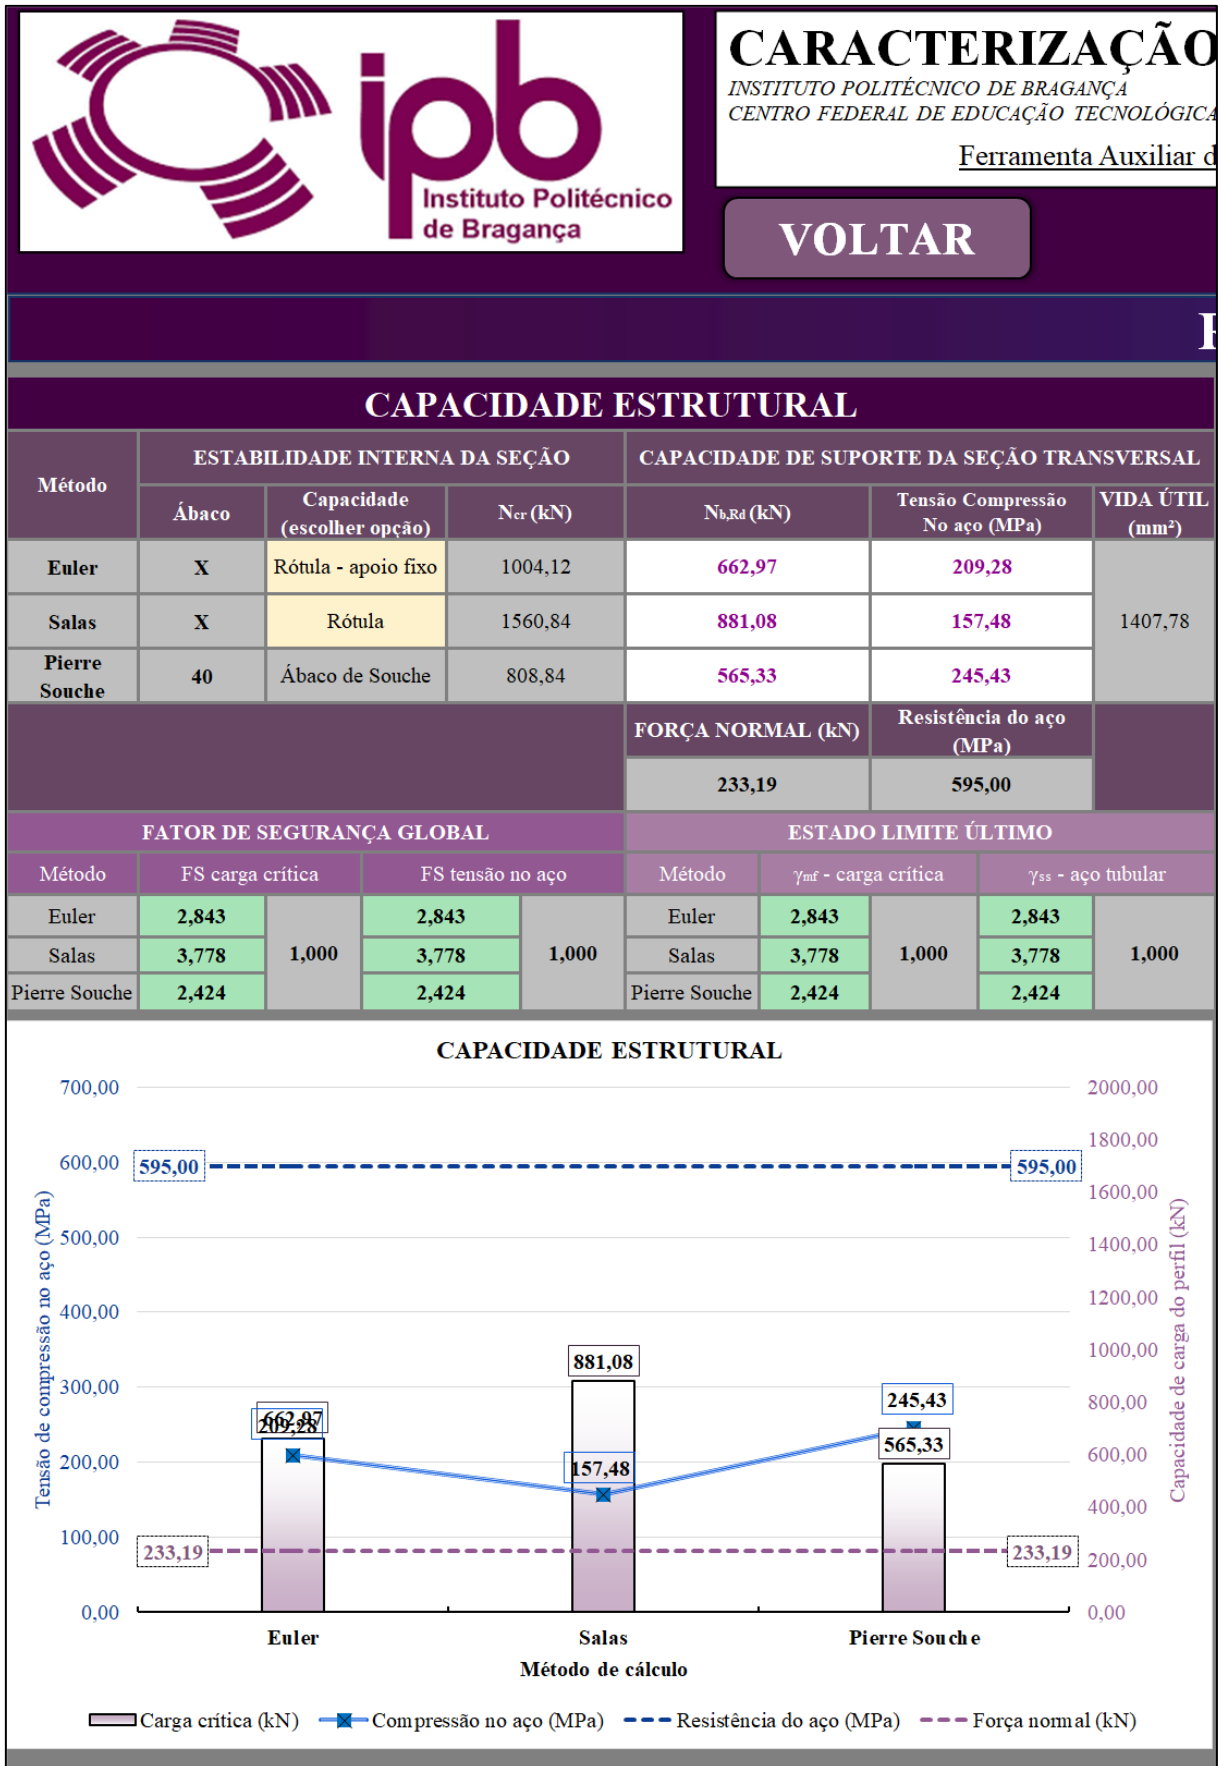 ipb
Instituto Politécnico
de Bragança
CARACTERIZAÇÃO
INSTITUTO POLITÉCNICO DE BRAGANÇA
CENTRO FEDERAL DE EDUCAÇÃO TECNOLÓGICA
Ferramenta Auxiliar d
VOLTAR
CAPACIDADE ESTRUTURAL
Método
ESTABILIDADE INTERNA DA SEÇÃO
CAPACIDADE DE SUPORTE DA SEÇÃO TRANSVERSAL
Ábaco
Capacidade
(escolher opção)
Ncr (kN)
Nb,Rd (kN)
Tensão Compressão
No aço (MPa)
VIDA ÚTIL
(mm²)
Euler X Rótula - apoio fixo 1004,12 662,97 209,28
Salas X Rótula 1560,84 881,08 157,48 1407,78
Pierre
Souche
40 Ábaco de Souche 808,84 565,33 245,43
FORÇA NORMAL (kN)
Resistência do aço
(MPa)
233,19 595,00
FATOR DE SEGURANÇA GLOBAL ESTADO LIMITE ÚLTIMO
Método FS carga crítica FS tensão no aço Método γmf - carga crítica γss - aço tubular
Euler 2,843 2,843 Euler 2,843 2,843
Salas 3,778 1,000 3,778 1,000 Salas 3,778 1,000 3,778 1,000
Pierre Souche 2,424 2,424 Pierre Souche 2,424 2,424
CAPACIDADE ESTRUTURAL
Tensão de compressão no aço (MPa)
700,00
600,00
500,00
400,00
300,00
200,00
100,00
0,00
595,00
595,00
662,97
209,28
881,08
157,48
245,43
565,33
233,19
233,19
2000,00
1800,00
1600,00
1400,00
1200,00
1000,00
800,00
600,00
400,00
200,00
0,00
Capacidade de carga do perfil (kN)
Euler Salas Pierre Souche
Método de cálculo
Carga crítica (kN) Compressão no aço (MPa) Resistência do aço (MPa) Força normal (kN)